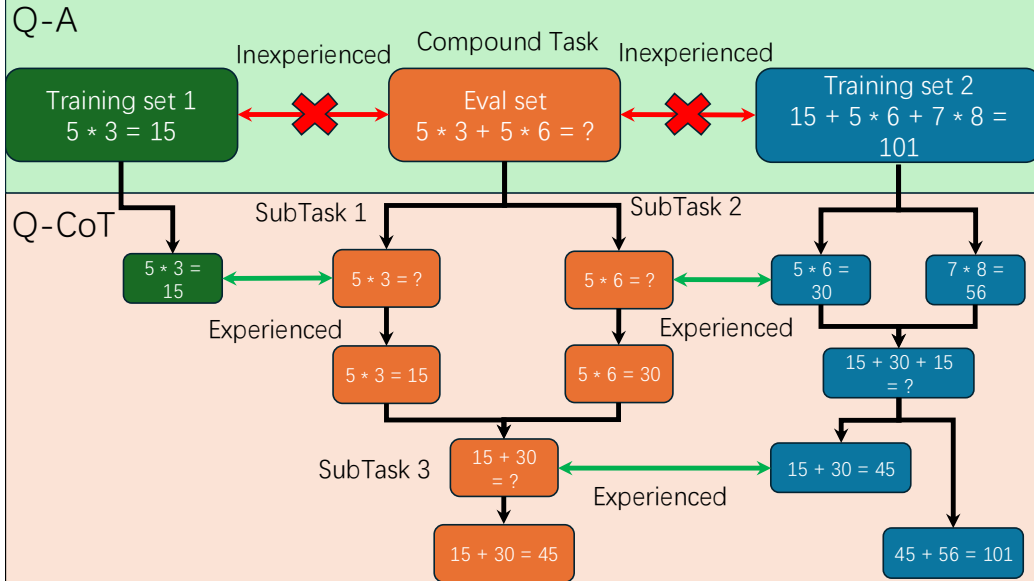 Q-A
Inexperienced
Compound Task
Inexperienced
Training set 1
5 * 3 = 15
Eval set
5 * 3 + 5 * 6 = ?
Training set 2
15 + 5 * 6 + 7 * 8 =
101
Q-CoT
SubTask 1
SubTask 2
5 * 3 =
15
5 * 3 = ?
5 * 6 = ?
5 * 6 =
30
7 * 8 =
56
Experienced
Experienced
5 * 3 = 15
5 * 6 = 30
15 + 30 + 15
= ?
SubTask 3
15 + 30
= ?
Experienced
15 + 30 = 45
15 + 30 = 45
45 + 56 = 101